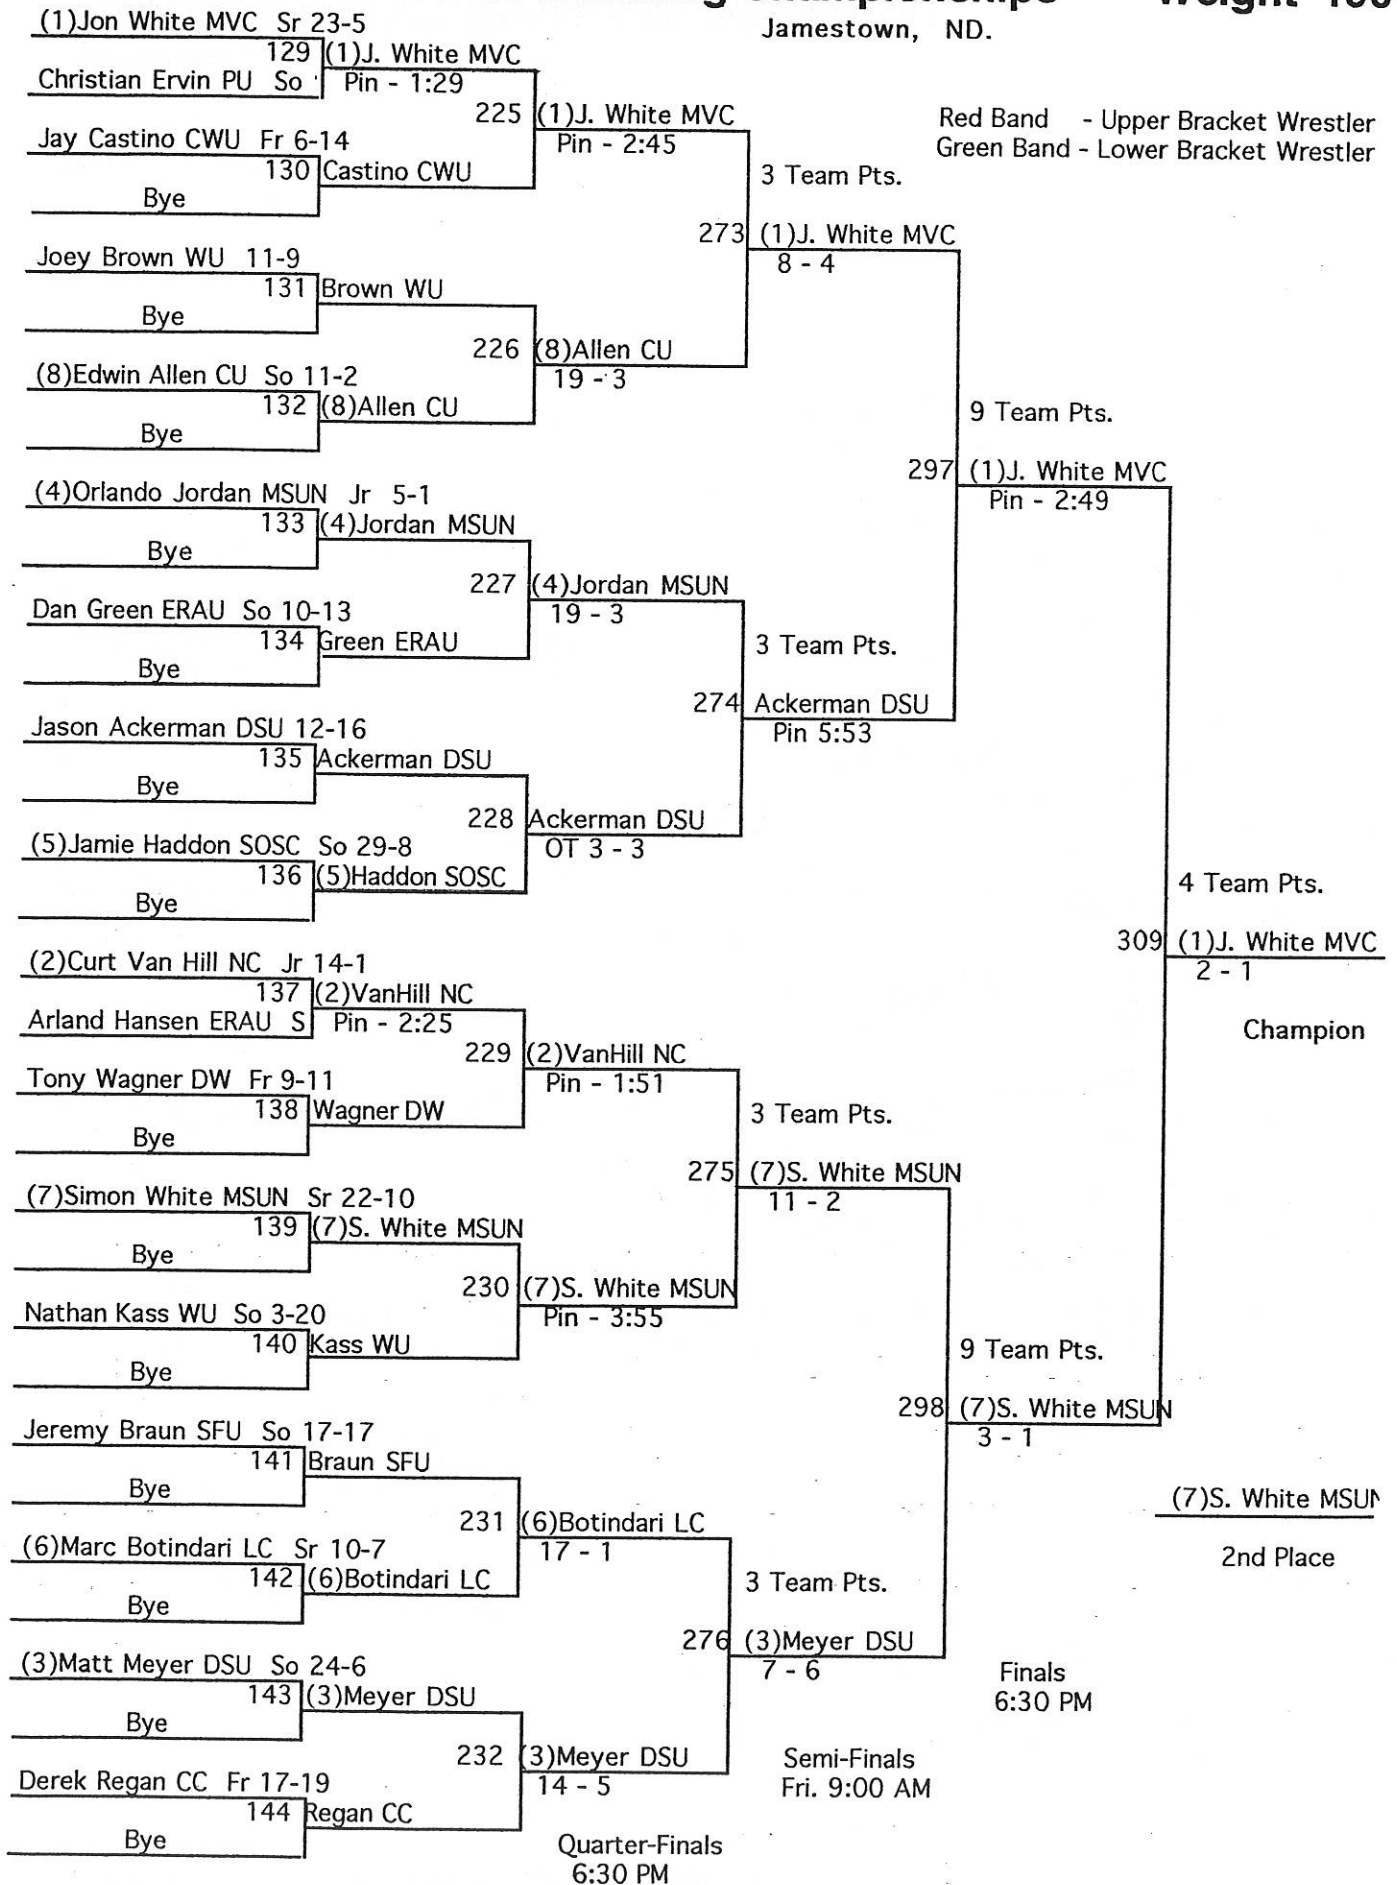 Championships
Weight
Jamestown, ND.
Red Band - Upper Bracket Wrestler
Green Band - Lower Bracket Wrestler
(1)Jon White MVC Sr 23-5
129 (1)J. White MVC
Christian Ervin PU So
Pin - 1:29
225 (1)J. White MVC
Pin - 2:45
Jay Castino CWU Fr 6-14
130 Castino CWU
Bye
3 Team Pts.
273 (1)J. White MVC
8 - 4
Joey Brown WU 11-9
131 Brown WU
Bye
226 (8)Allen CU
19 - 3
(8)Edwin Allen CU So 11-2
132 (8)Allen CU
Bye
9 Team Pts.
297 (1)J. White MVC
Pin - 2:49
(4)Orlando Jordan MSUN Jr 5-1
133 (4)Jordan MSUN
Bye
227 (4)Jordan MSUN
19 - 3
Dan Green ERAU So 10-13
134 Green ERAU
Bye
3 Team Pts.
274 Ackerman DSU
Pin 5:53
Jason Ackerman DSU 12-16
135 Ackerman DSU
Bye
228 Ackerman DSU
OT 3 - 3
(5)Jamie Haddon SOSC So 29-8
136 (5)Haddon SOSC
Bye
4 Team Pts.
309 (1)J. White MVC
2 - 1
Champion
(2)Curt Van Hill NC Jr 14-1
137 (2)VanHill NC
Arland Hansen ERAU S
Pin - 2:25
229 (2)VanHill NC
Pin - 1:51
Tony Wagner DW Fr 9-11
138 Wagner DW
Bye
3 Team Pts.
275 (7)S. White MSUN
11 - 2
(7)Simon White MSUN Sr 22-10
139 (7)S. White MSUN
Bye
230 (7)S. White MSUN
Pin - 3:55
Nathan Kass WU So 3-20
140 Kass WU
Bye
9 Team Pts.
298 (7)S. White MSUN
3 - 1
Jeremy Braun SFU So 17-17
141 Braun SFU
Bye
(7)S. White MSUN
2nd Place
231 (6)Botindari LC
17 - 1
(6)Marc Botindari LC Sr 10-7
142 (6)Botindari LC
Bye
3 Team Pts.
276 (3)Meyer DSU
7 - 6
(3)Matt Meyer DSU So 24-6
143 (3)Meyer DSU
Bye
Finals
6:30 PM
232 (3)Meyer DSU
14 - 5
Semi-Finals
Fri. 9:00 AM
Derek Regan CC Fr 17-19
144 Regan CC
Bye
Quarter-Finals
6:30 PM